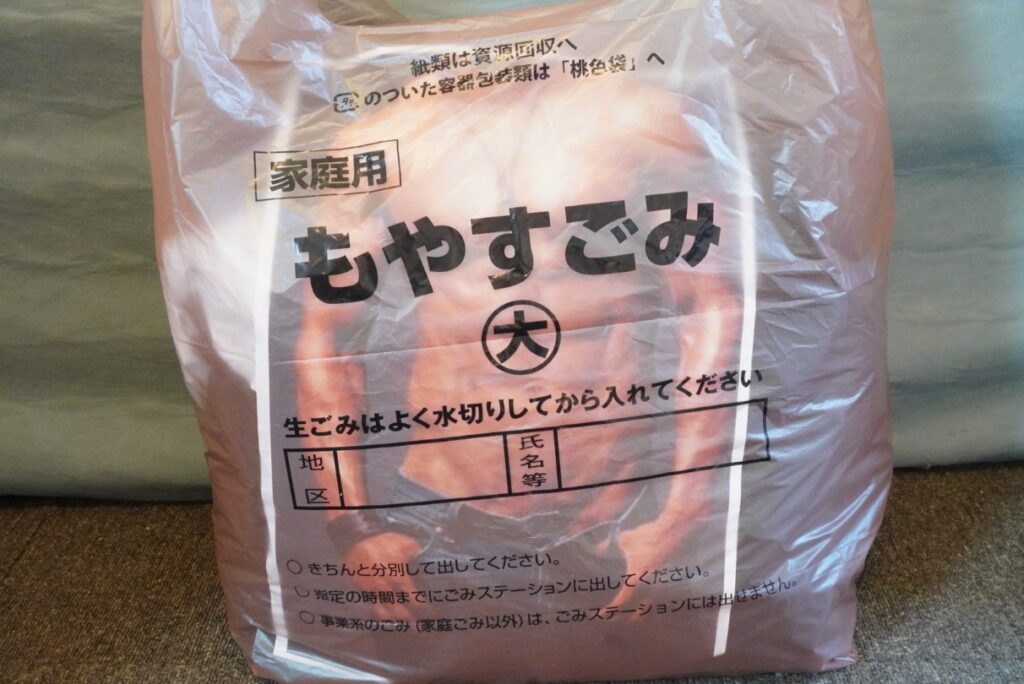 紙類は資源回収へ
プラのついた容器包装類は「桃色袋」へ
家庭用
もやすごみ
大
生ごみはよく水切りしてから入れてください
地区
氏名等
○きちんと分別して出してください。
○指定の時間までにごみステーションに出してください。
○事業系のごみ(家庭ごみ以外)は、ごみステーションには出せません。